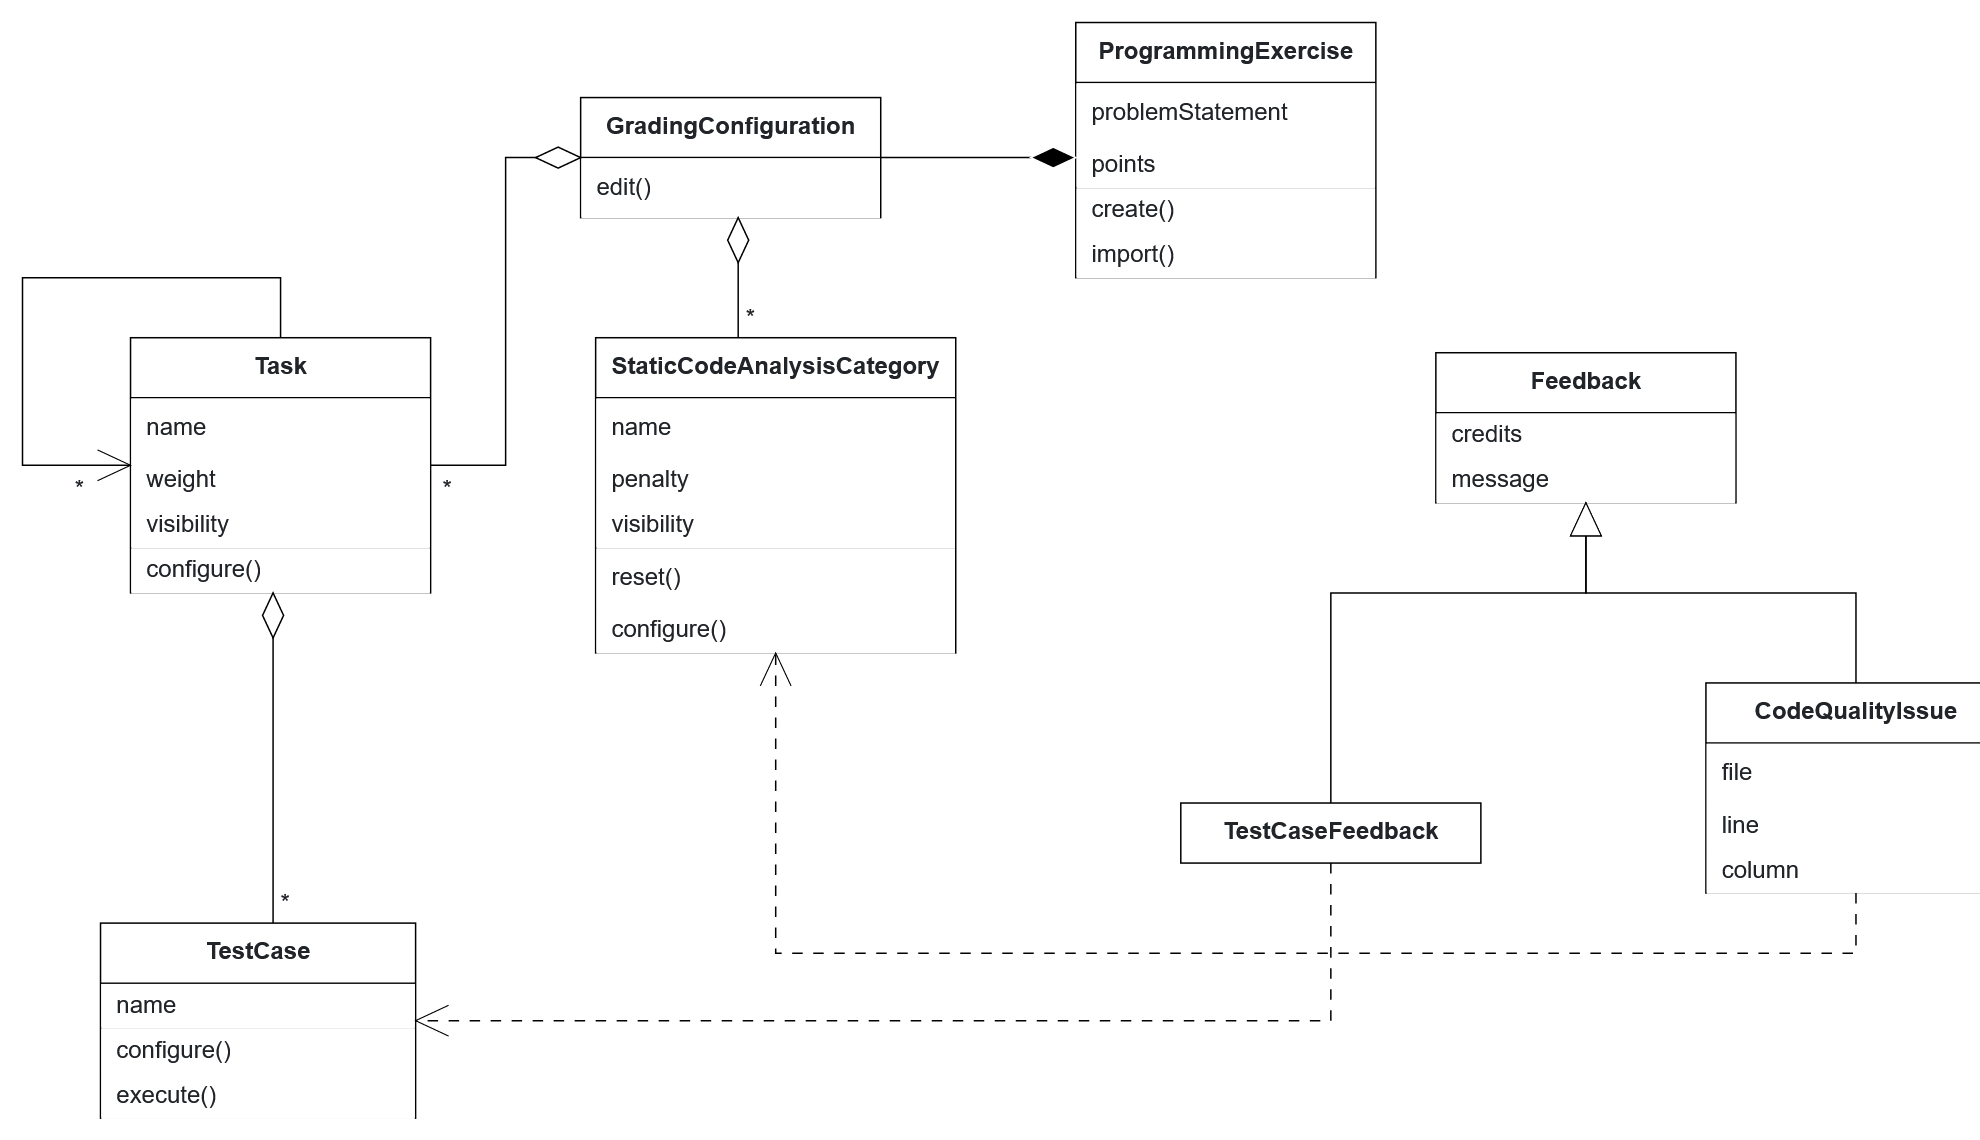 ProgrammingExercise
problemStatement
points
create()
import()
GradingConfiguration
edit()
*
*
*
Task
name
weight
visibility
configure()
StaticCodeAnalysisCategory
name
penalty
visibility
reset()
configure()
Feedback
credits
message
CodeQualityIssue
file
line
column
TestCaseFeedback
*
TestCase
name
configure()
execute()